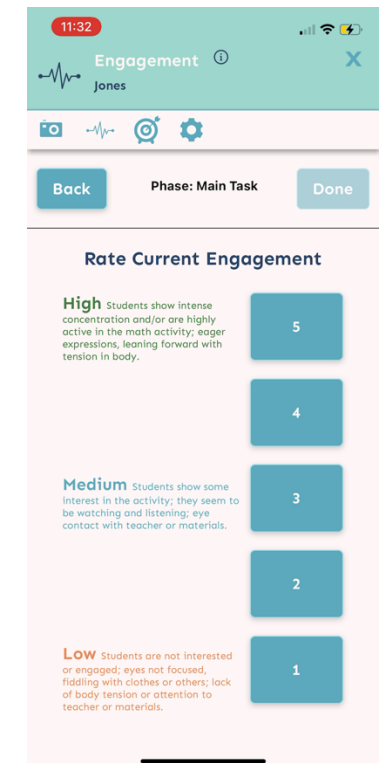 11:32
Engagement
Jones
X
Back
Phase: Main Task
Done
Rate Current Engagement
High Students show intense
concentration and/or are highly
active in the math activity; eager
expressions, leaning forward with
tension in body.
5
4
Medium Students show some
interest in the activity; they seem to
be watching and listening; eye
contact with teacher or materials.
3
2
Low Students are not interested
or engaged; eyes not focused,
fiddling with clothes or others; lack
of body tension or attention to
teacher or materials.
1